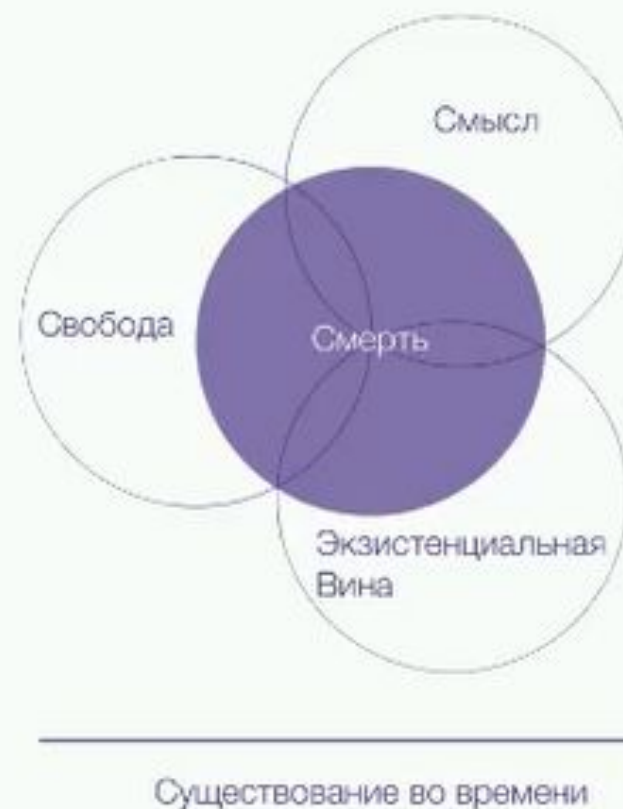 Смысл
Свобода
Смерть
Экзистенциальная
Вина
Существование во времени